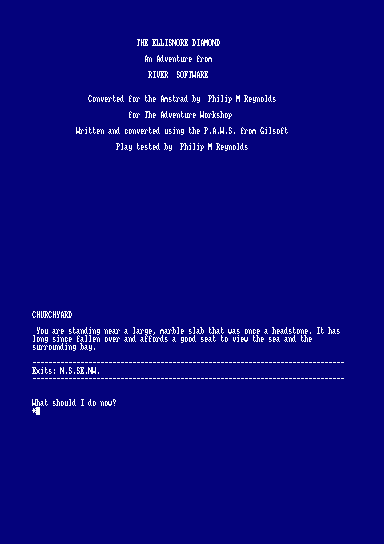 THE ELLISNORE DIAMOND
An Adventure from
RIVER SOFTWARE
Converted for the Amstrad by Philip M Reynolds
for The Adventure Workshop
Written and converted using the P.A.W.S. from Gilsoft
Play tested by Philip M Reynolds
CHURCHYARD
You are standing near a large, marble slab that was once a headstone. It has
long since fallen over and affords a good seat to view the sea and the
surrounding bay.
------------------------------------------------------------------------------
Exits: N.S.SE.NW.
------------------------------------------------------------------------------
What should I do now?
*